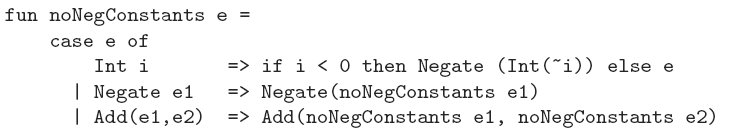 fun noNegConstants e =
    case e of
        Int i       => if i < 0 then Negate (Int(~i)) else e
      | Negate e1   => Negate(noNegConstants e1)
      | Add(e1,e2)  => Add(noNegConstants e1, noNegConstants e2)